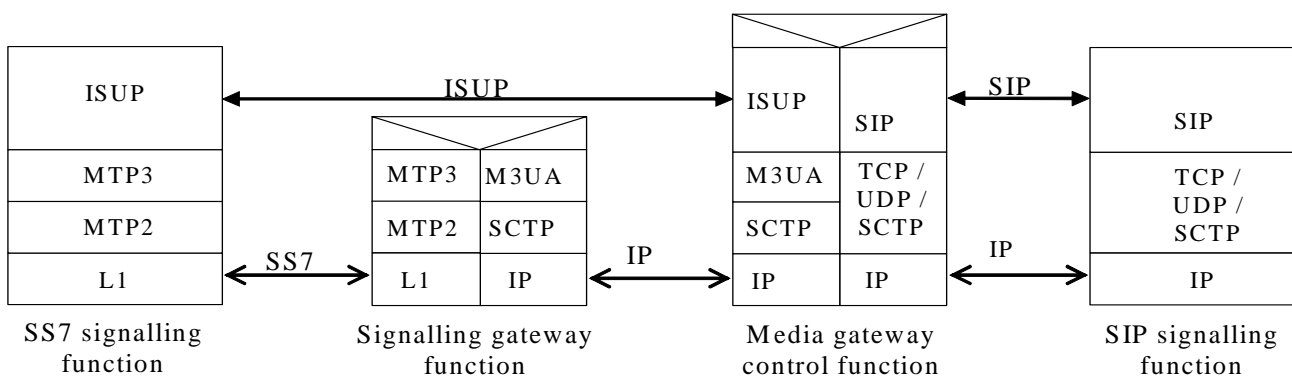 ISUP
MTP3
MTP2
L1
SS7 signalling
function
ISUP
SS7
MTP3
M3UA
MTP2
SCTP
L1
IP
Signalling gateway
function
IP
ISUP
SIP
M3UA
SCTP
TCP /
UDP /
SCTP
IP
IP
Media gateway
control function
SIP
IP
SIP
TCP /
UDP /
SCTP
IP
SIP signalling
function